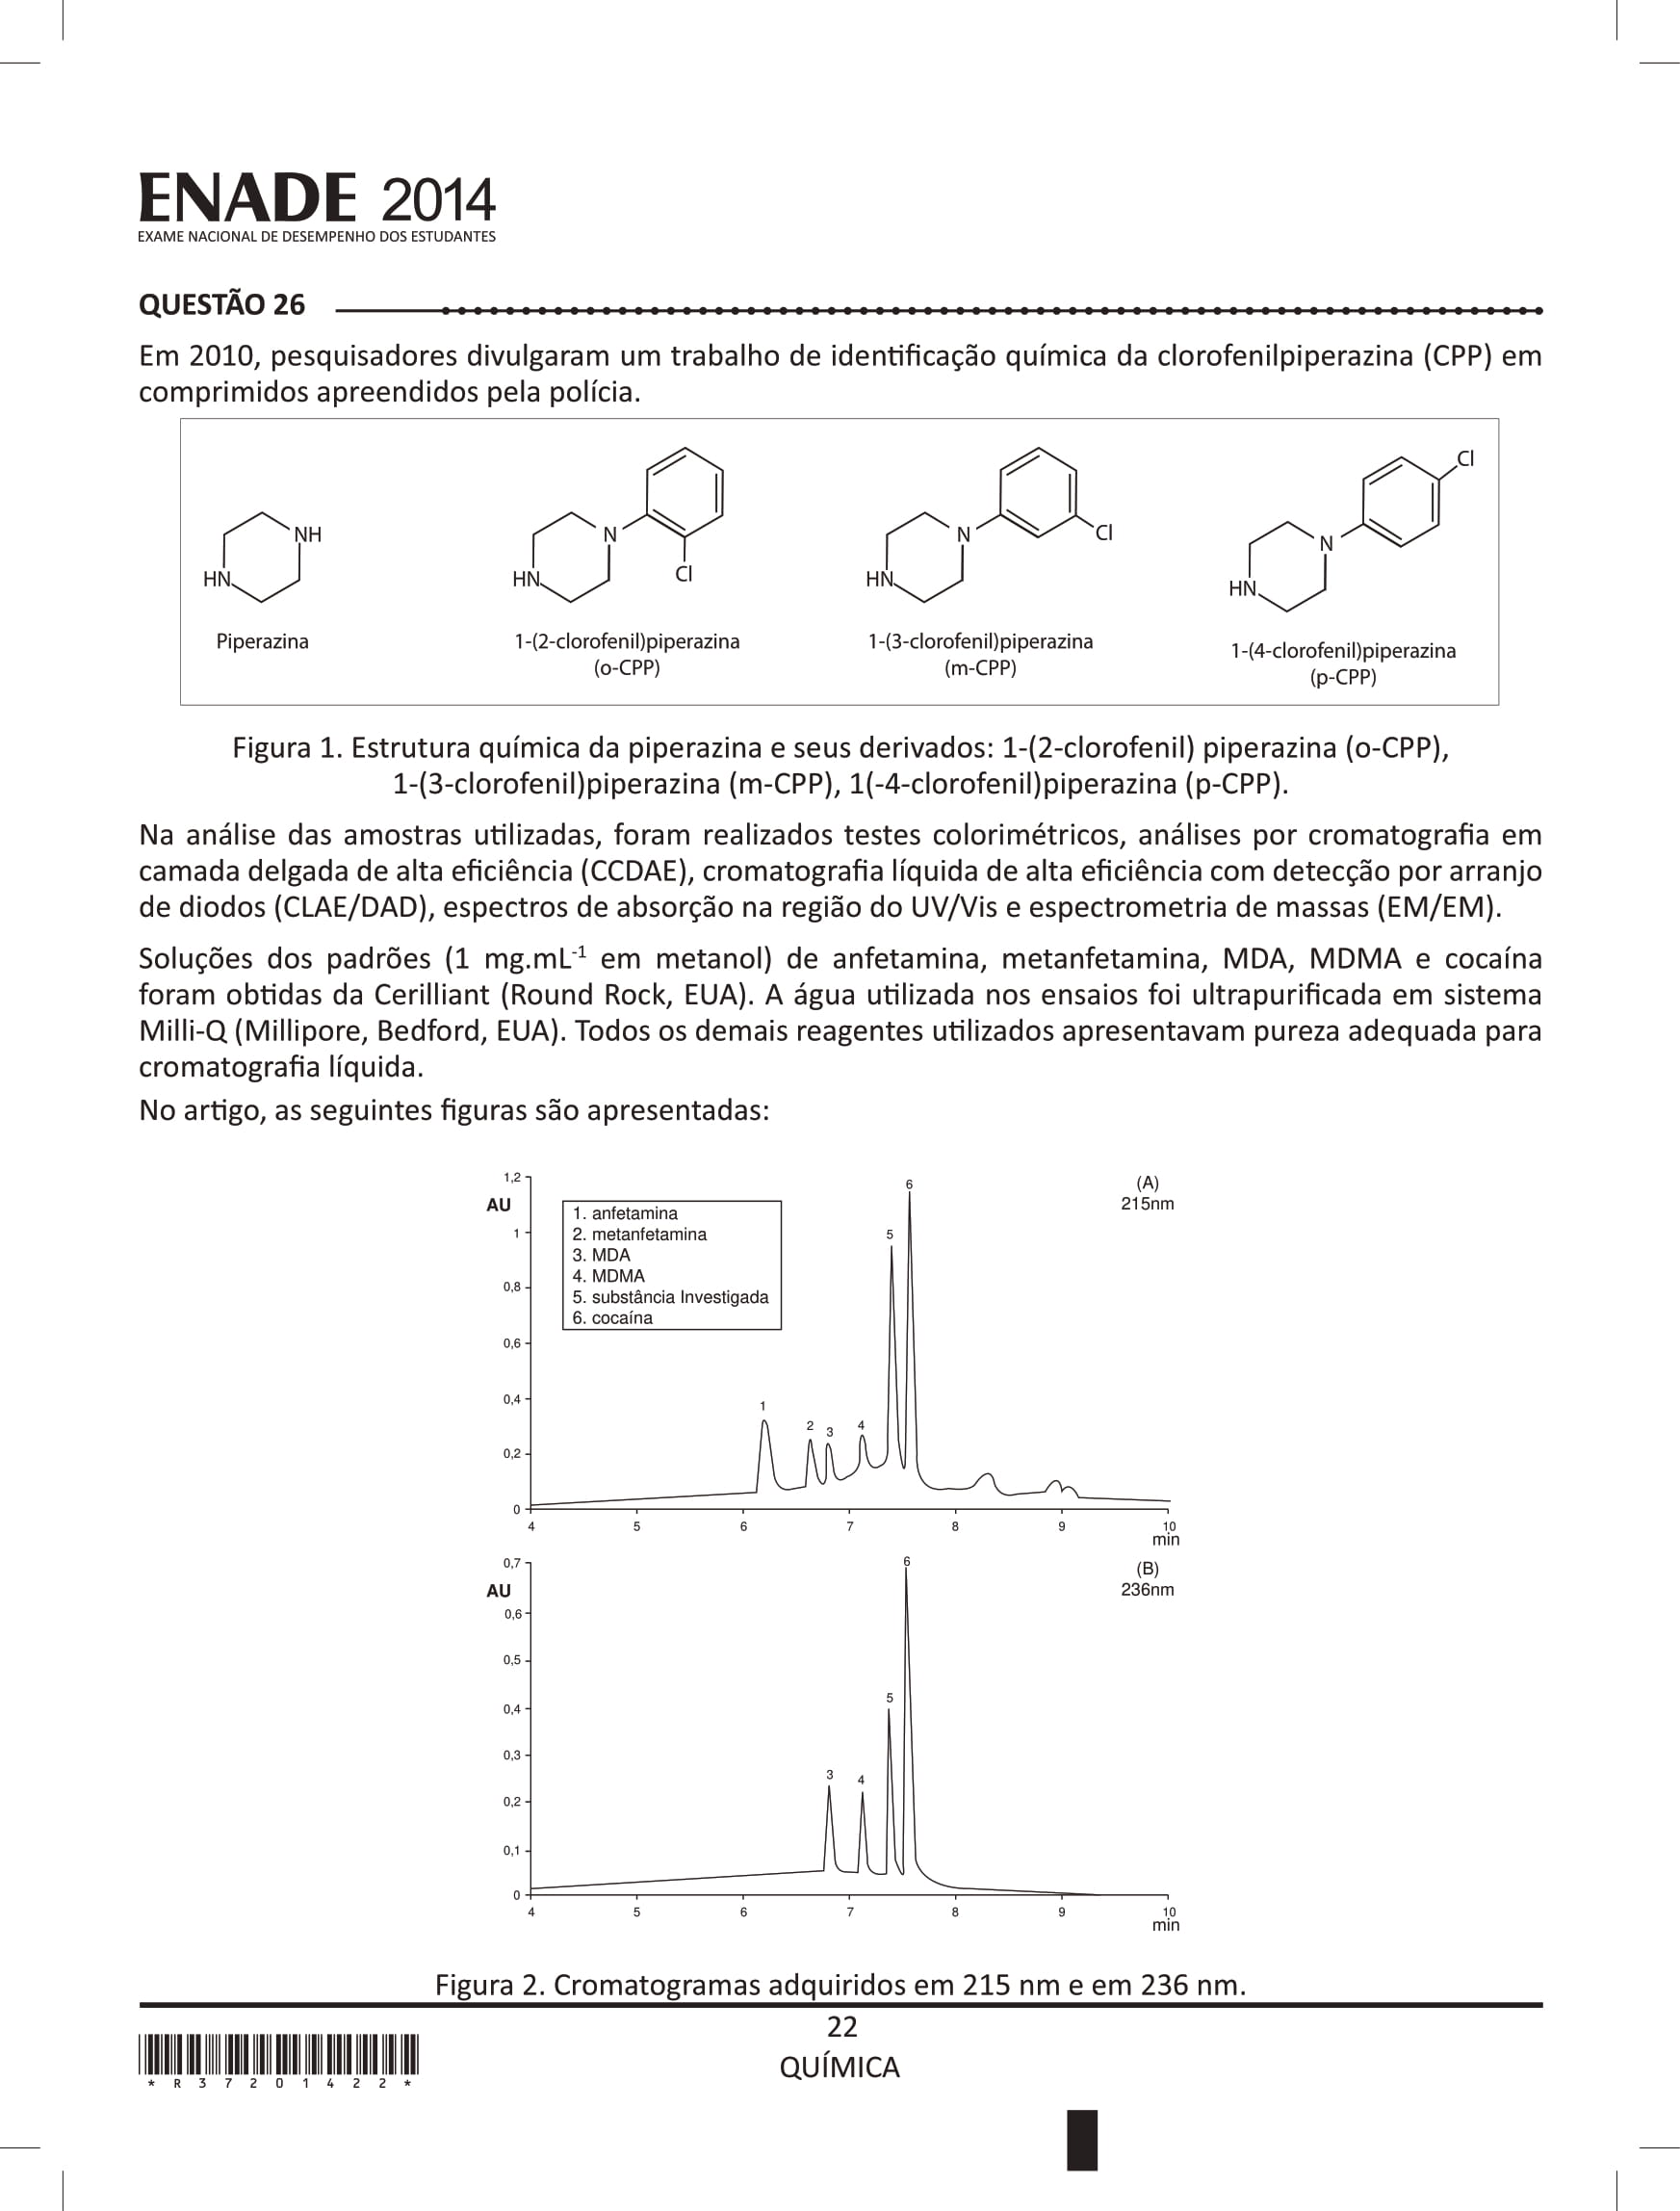 ENADE 2014
EXAME NACIONAL DE DESEMPENHO DOS ESTUDANTES
QUESTÃO 26
Em 2010, pesquisadores divulgaram um trabalho de identificação química da clorofenilpiperazina (CPP) em
comprimidos apreendidos pela polícia.
NH
HN
Piperazina
N
HN
Cl
1-(2-clorofenil)piperazina
(o-CPP)
N
HN
Cl
1-(3-clorofenil)piperazina
(m-CPP)
Cl
N
HN
1-(4-clorofenil)piperazina
(p-CPP)
Figura 1. Estrutura química da piperazina e seus derivados: 1-(2-clorofenil) piperazina (o-CPP),
1-(3-clorofenil)piperazina (m-CPP), 1(-4-clorofenil)piperazina (p-CPP).
Na análise das amostras utilizadas, foram realizados testes colorimétricos, análises por cromatografia em
camada delgada de alta eficiência (CCDAE), cromatografia líquida de alta eficiência com detecção por arranjo
de diodos (CLAE/DAD), espectros de absorção na região do UV/Vis e espectrometria de massas (EM/EM).
Soluções dos padrões (1 mg.mL-1 em metanol) de anfetamina, metanfetamina, MDA, MDMA e cocaína
foram obtidas da Cerilliant (Round Rock, EUA). A água utilizada nos ensaios foi ultrapurificada em sistema
Milli-Q (Millipore, Bedford, EUA). Todos os demais reagentes utilizados apresentavam pureza adequada para
cromatografia líquida.
No artigo, as seguintes figuras são apresentadas:
(A)
215nm
AU
1,2
1
0,8
0,6
0,4
0,2
0
1. anfetamina
2. metanfetamina
3. MDA
4. MDMA
5. substância Investigada
6. cocaína
1
2
3
4
5
6
4 5 6 7 8 9 10
min
(B)
236nm
AU
0,7
0,6
0,5
0,4
0,3
0,2
0,1
0
3
4
5
6
4 5 6 7 8 9 10
min
Figura 2. Cromatogramas adquiridos em 215 nm e em 236 nm.
22
QUÍMICA
* R 3 7 2 0 1 4 2 2 *